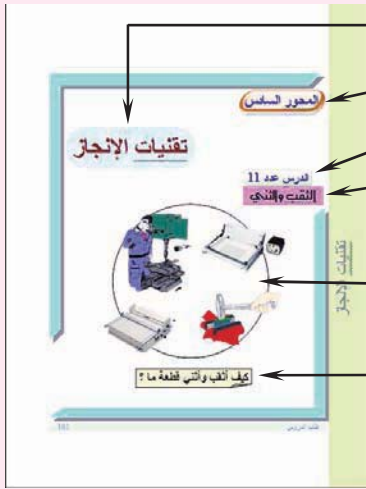 المحور السادس
تقنيات الإنجاز
الدرس عدد 11
الثقب والثني
كيف أثقب وأثني قطعة ما ؟
تقنيات الإنجاز